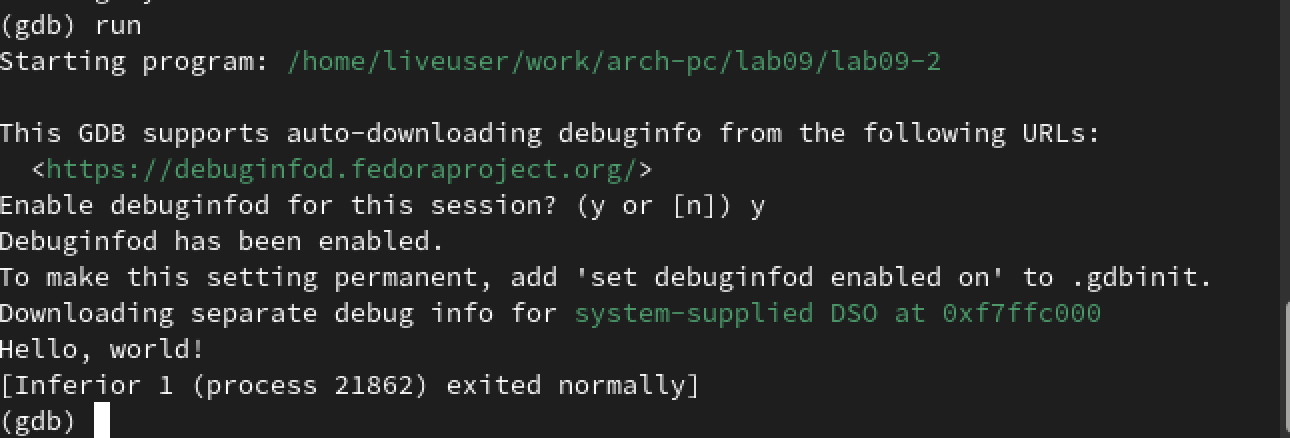 (gdb) run
Starting program: /home/liveuser/work/arch-pc/lab09/lab09-2
This GDB supports auto-downloading debuginfo from the following URLs:
<https://debuginfod.fedoraproject.org/>
Enable debuginfod for this session? (y or [n]) y
Debuginfod has been enabled.
To make this setting permanent, add 'set debuginfod enabled on' to .gdbinit.
Downloading separate debug info for system-supplied DSO at 0xf7ffc000
Hello, world!
[Inferior 1 (process 21862) exited normally]
(gdb)